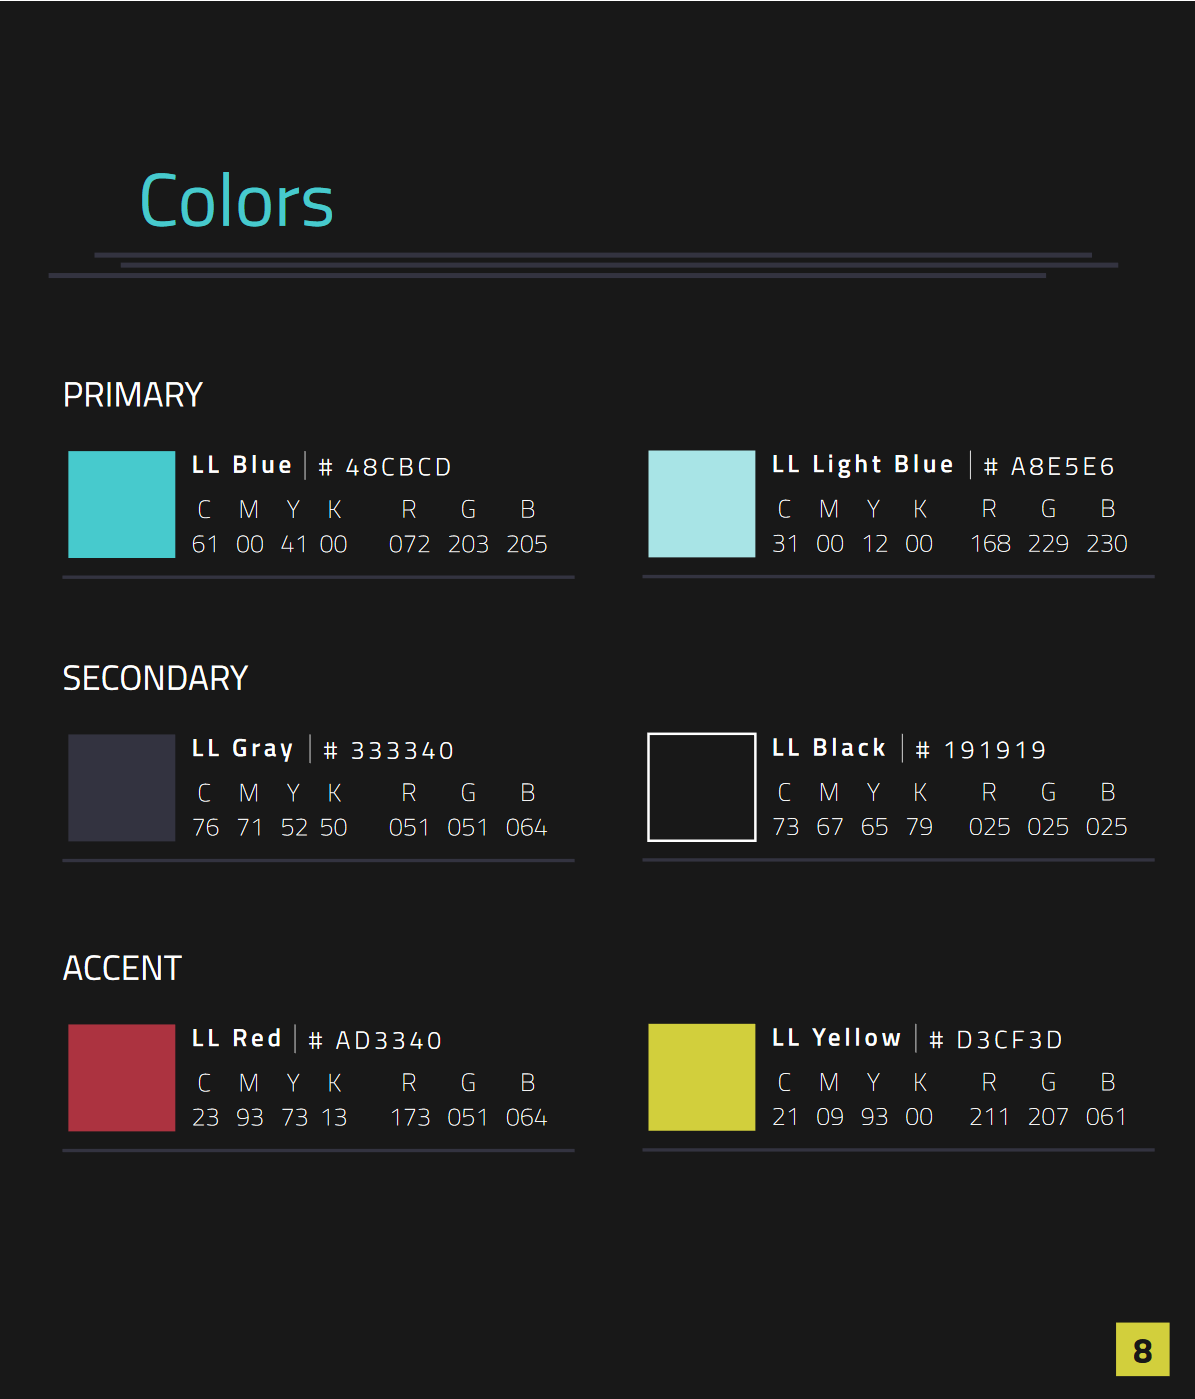 Colors
PRIMARY
LL Blue | # 48CBCD
C M Y K R G B
61 00 41 00 072 203 205
LL Light Blue | # A8E5E6
C M Y K R G B
31 00 12 00 168 229 230
SECONDARY
LL Gray | # 333340
C M Y K R G B
76 71 52 50 051 051 064
LL Black | # 191919
C M Y K R G B
73 67 65 79 025 025 025
ACCENT
LL Red | # AD3340
C M Y K R G B
23 93 73 13 173 051 064
LL Yellow | # D3CF3D
C M Y K R G B
21 09 93 00 211 207 061
8